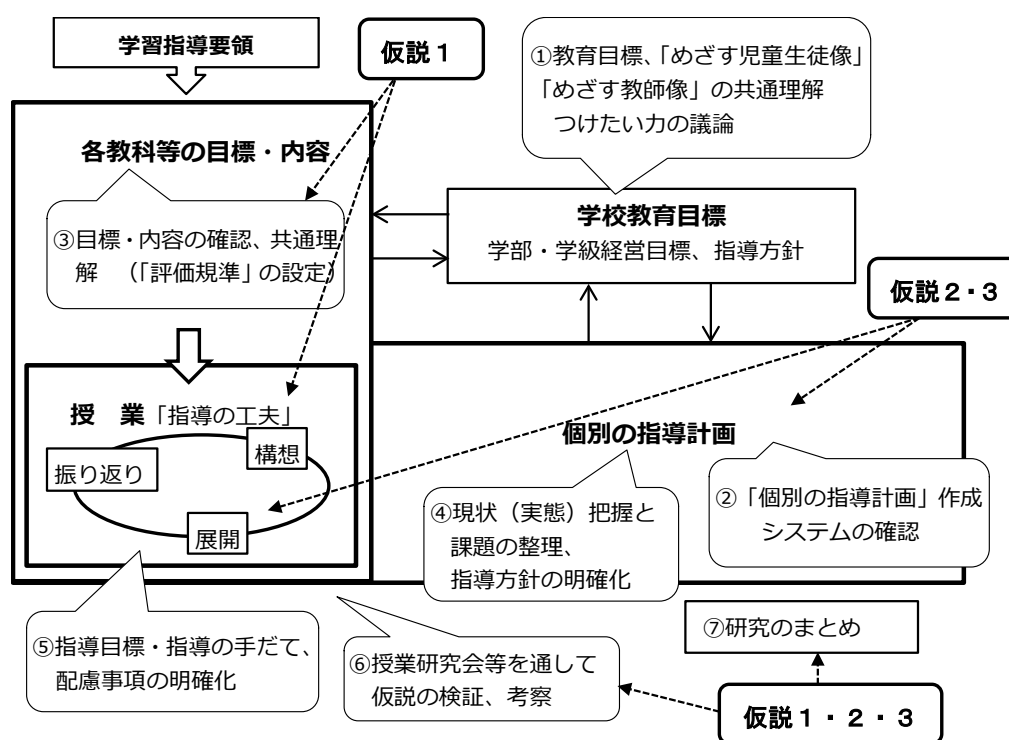 学習指導要領
仮説１
①教育目標、「めざす児童生徒像」
「めざす教師像」の共通理解
つけたい力の議論
各教科等の目標・内容
③目標・内容の確認、共通理
解　（「評価規準」の設定）
学校教育目標
学部・学級経営目標、指導方針
仮説２・３
授　業「指導の工夫」
構想
振り返り
展開
個別の指導計画
④現状（実態）把握と
課題の整理、
指導方針の明確化
②「個別の指導計画」作成
システムの確認
⑤指導目標・指導の手だて、
配慮事項の明確化
⑥授業研究会等を通して
仮説の検証、考察
⑦研究のまとめ
仮説１・２・３